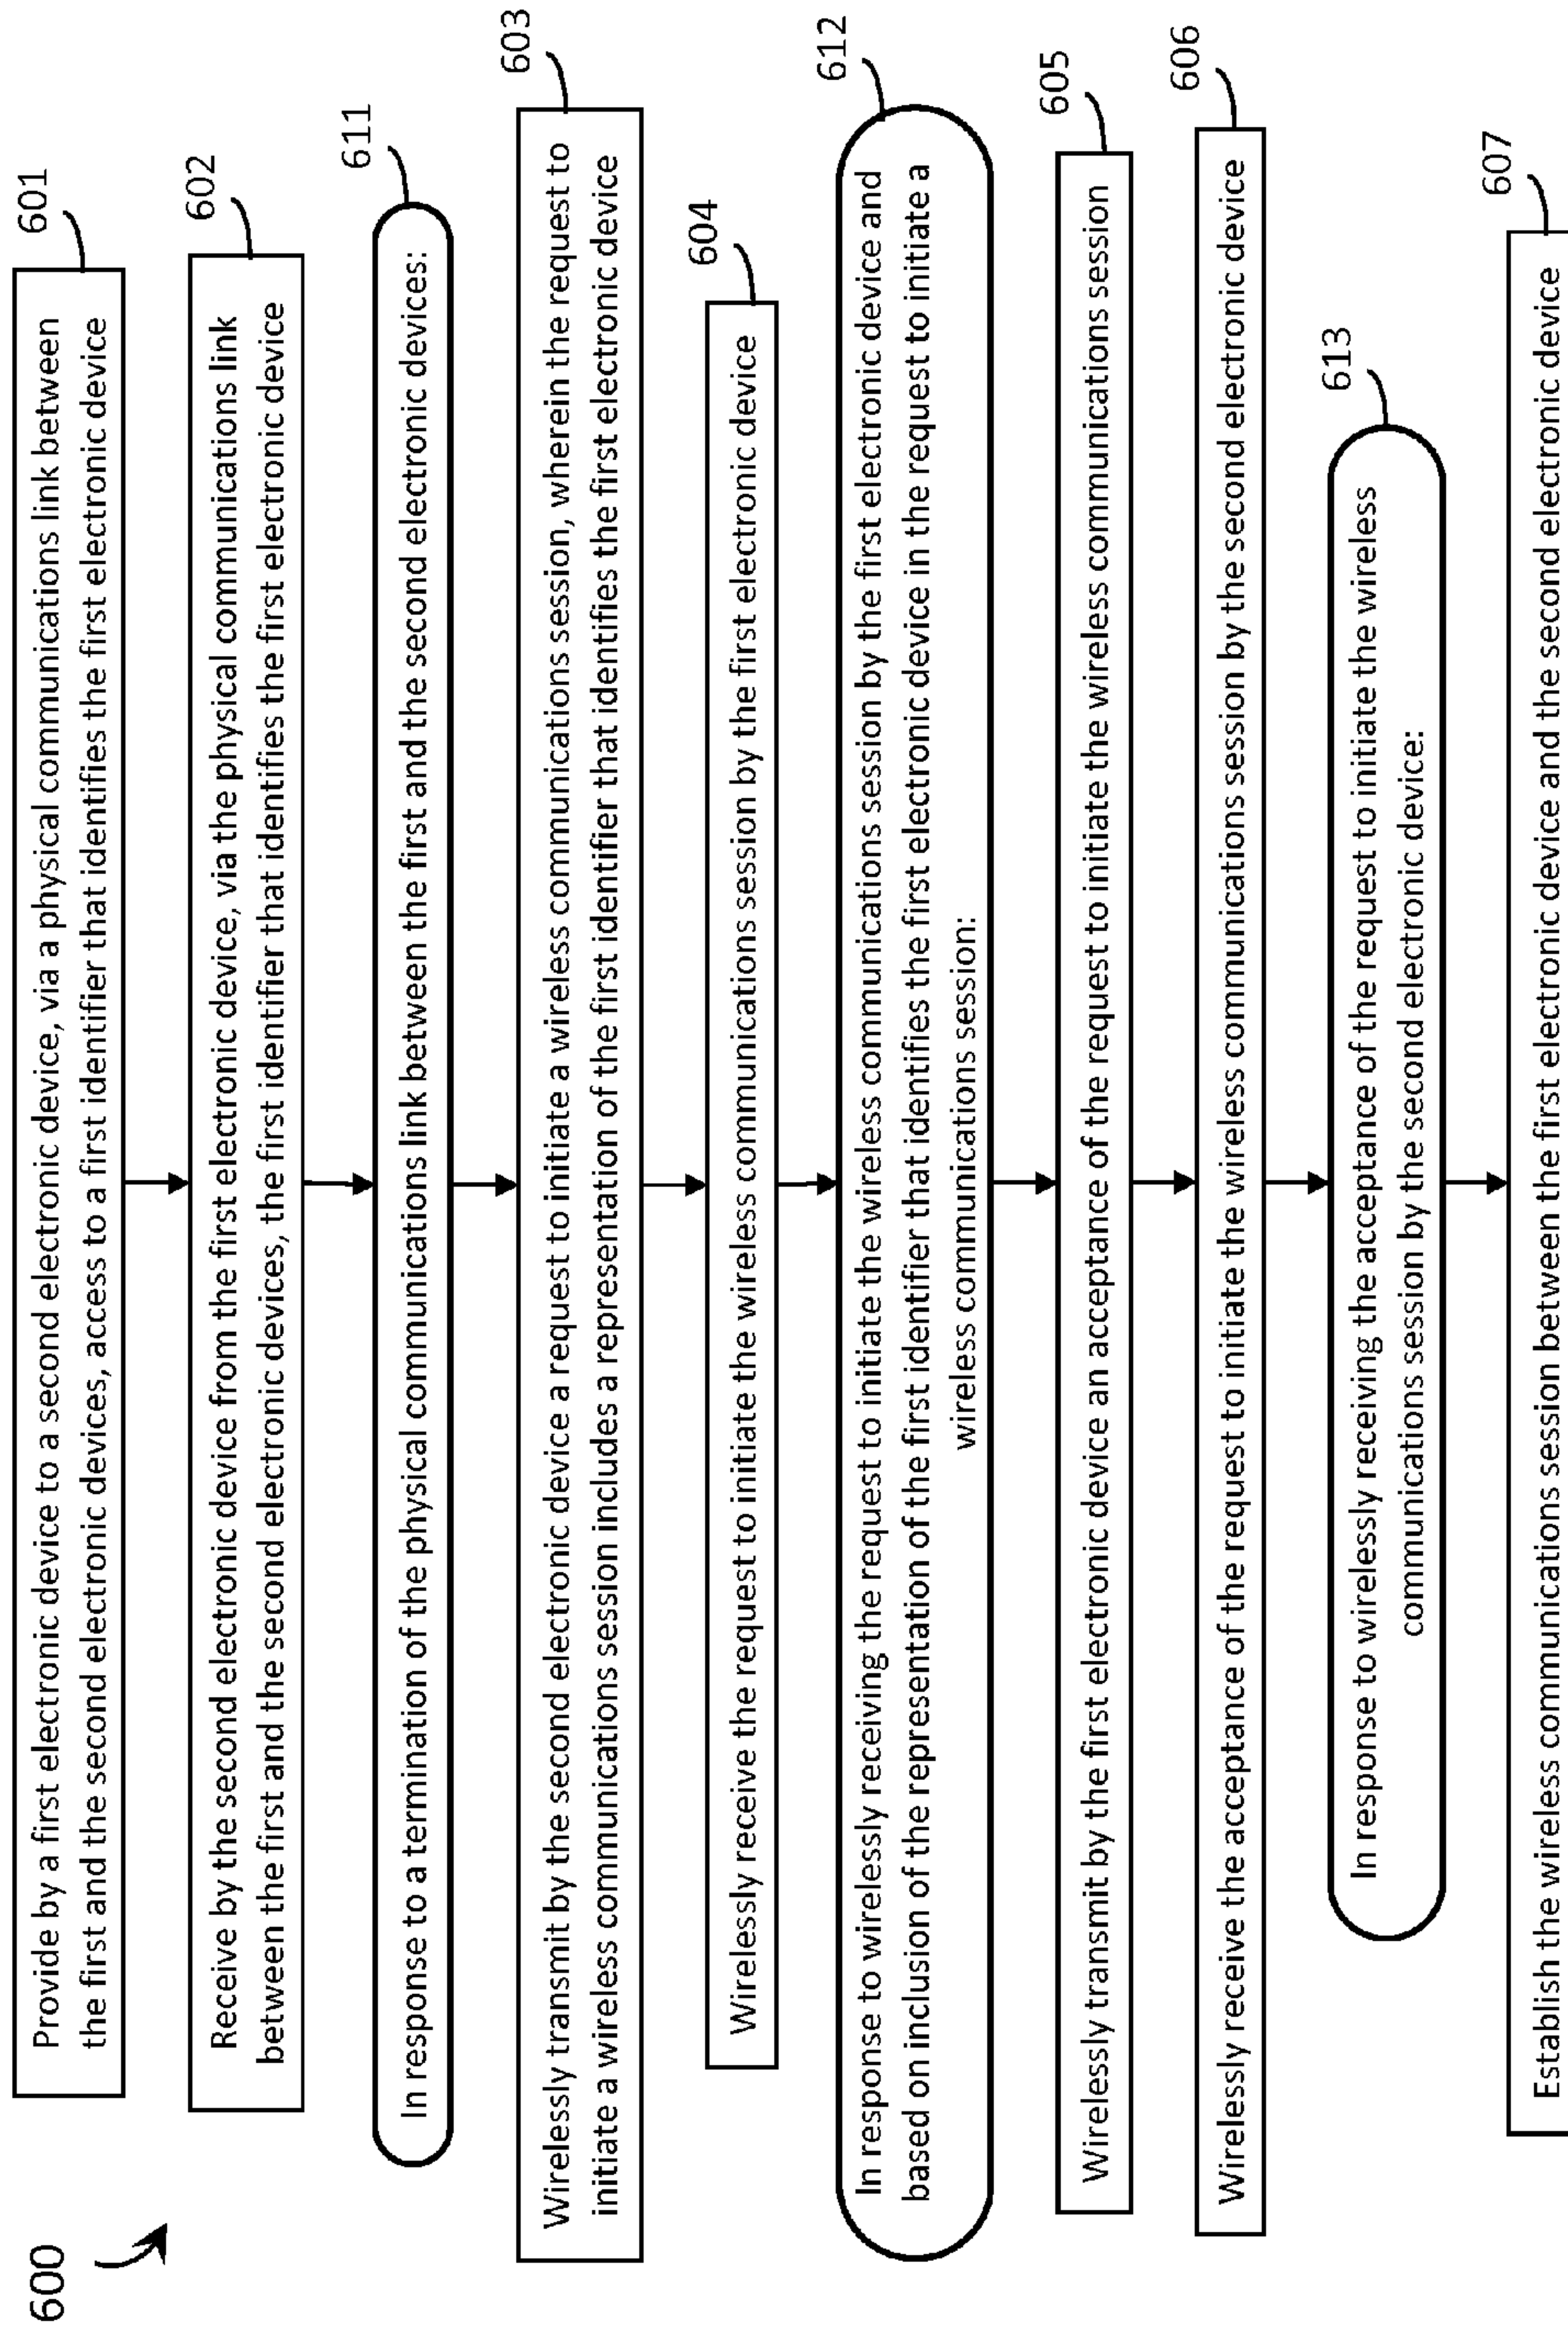 600
601
Provide by a first electronic device to a second electronic device, via a physical communications link between
the first and the second electronic devices, access to a first identifier that identifies the first electronic device
602
Receive by the second electronic device from the first electronic device, via the physical communications link
between the first and the second electronic devices, the first identifier that identifies the first electronic device
611
In response to a termination of the physical communications link between the first and the second electronic devices:
603
Wirelessly transmit by the second electronic device a request to initiate a wireless communications session, wherein the request to
initiate a wireless communications session includes a representation of the first identifier that identifies the first electronic device
604
Wirelessly receive the request to initiate the wireless communications session by the first electronic device
612
In response to wirelessly receiving the request to initiate the wireless communications session by the first electronic device and
based on inclusion of the representation of the first identifier that identifies the first electronic device in the request to initiate a
wireless communications session:
605
Wirelessly transmit by the first electronic device an acceptance of the request to initiate the wireless communications session
606
Wirelessly receive the acceptance of the request to initiate the wireless communications session by the second electronic device
613
In response to wirelessly receiving the acceptance of the request to initiate the wireless
communications session by the second electronic device:
607
Establish the wireless communications session between the first electronic device and the second electronic device